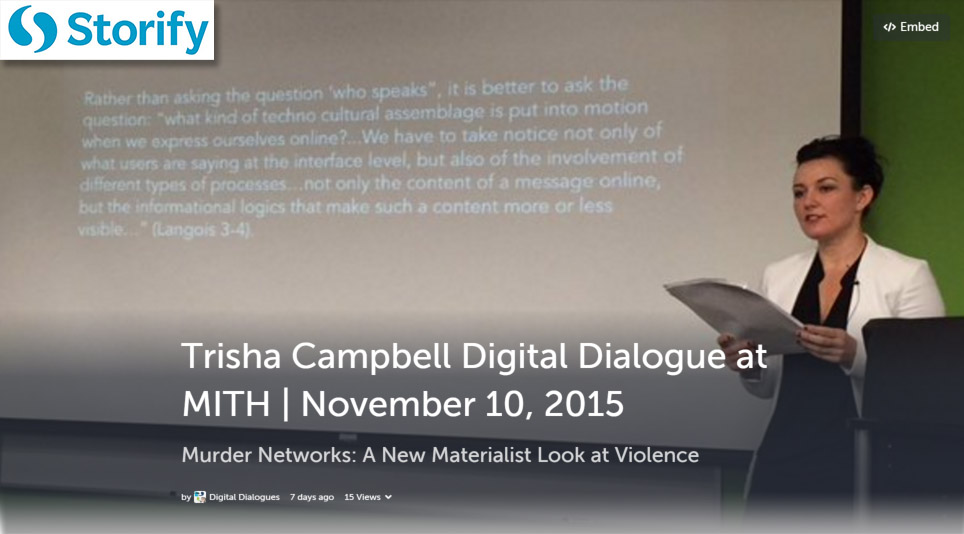 Storify
</> Embed
Rather than asking the question 'who speaks", it is better to ask the
question: "what kind of techno cultural assemblage is put into motion
when we express ourselves online?...We have to take notice not only of
what users are saying at the interface level, but also of the involvement of
different types of processes...not only the content of a message online,
but the informational logics that make such a content more or less
visible..." (Langois 3-4).
Trisha Campbell Digital Dialogue at
MITH | November 10, 2015
Murder Networks: A New Materialist Look at Violence
by Digital Dialogues 7 days ago 15 Views